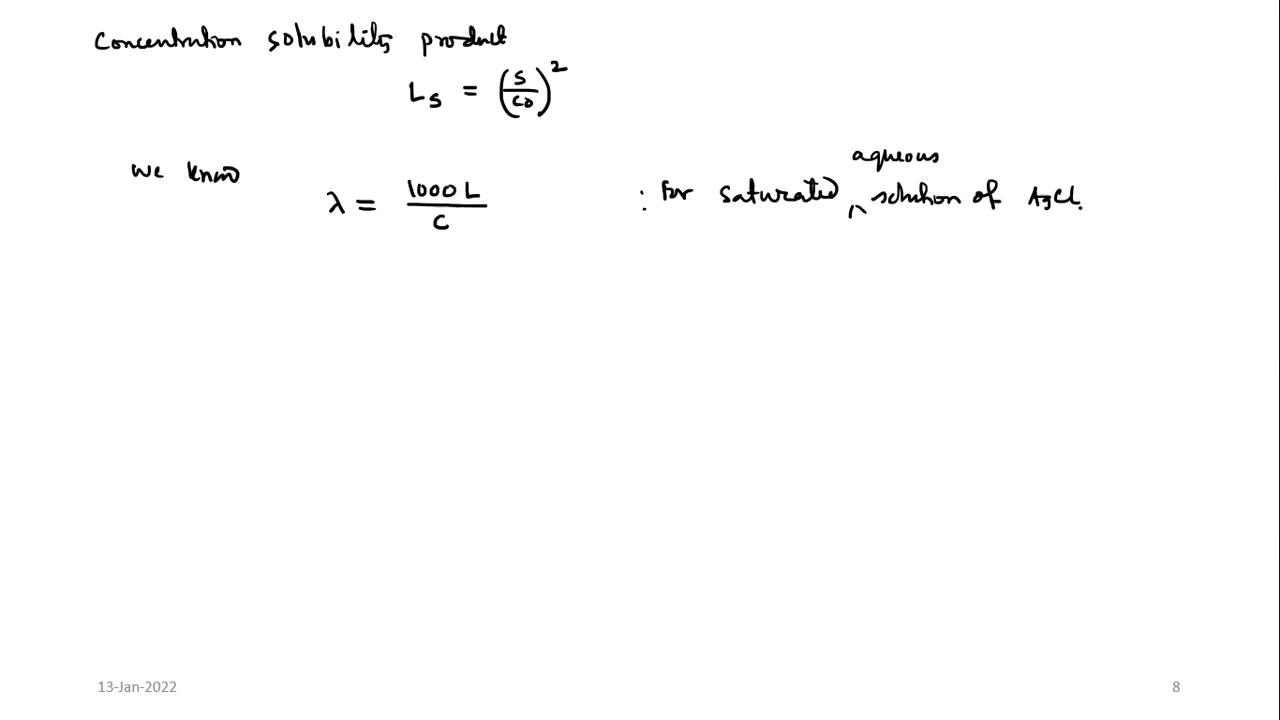 Concentration solubility product
Ls = (S/C0)^2
We know
λ = 1000 L / C : For saturated ^ aqueous solution of AgCl.
13-Jan-2022
8